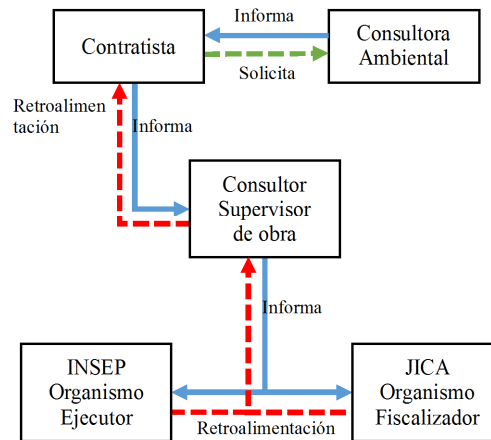 Informa
Contratista
Consultora
Ambiental
Solicita
Retroalimen
tación
Informa
Consultor
Supervisor
de obra
Informa
INSEP
Organismo
Ejecutor
JICA
Organismo
Fiscalizador
Retroalimentación